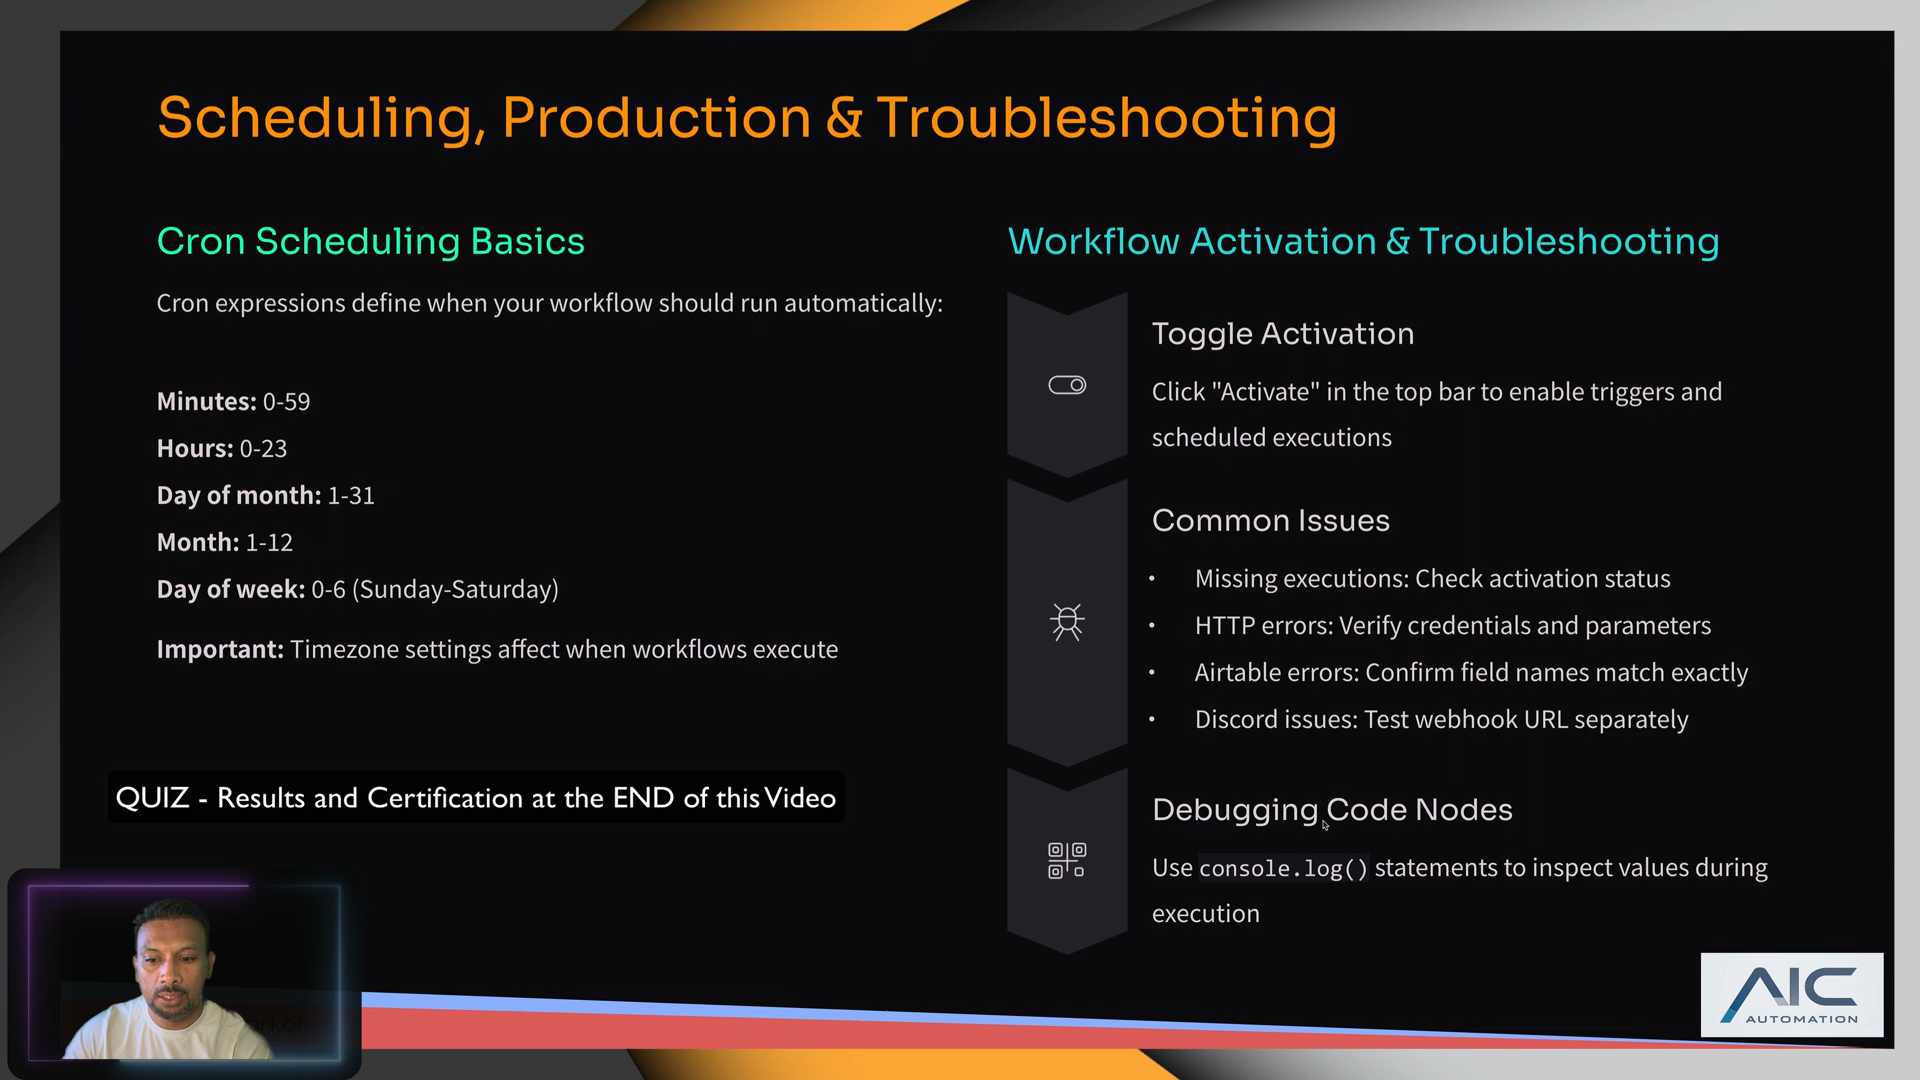 Scheduling, Production & Troubleshooting
Cron Scheduling Basics
Cron expressions define when your workflow should run automatically:
Minutes: 0-59
Hours: 0-23
Day of month: 1-31
Month: 1-12
Day of week: 0-6 (Sunday-Saturday)
Important: Timezone settings affect when workflows execute
QUIZ - Results and Certification at the END of this Video
Workflow Activation & Troubleshooting
Toggle Activation
Click "Activate" in the top bar to enable triggers and
scheduled executions
Common Issues
• Missing executions: Check activation status
• HTTP errors: Verify credentials and parameters
• Airtable errors: Confirm field names match exactly
• Discord issues: Test webhook URL separately
Debugging Code Nodes
Use console.log() statements to inspect values during
execution
AIC
AUTOMATION